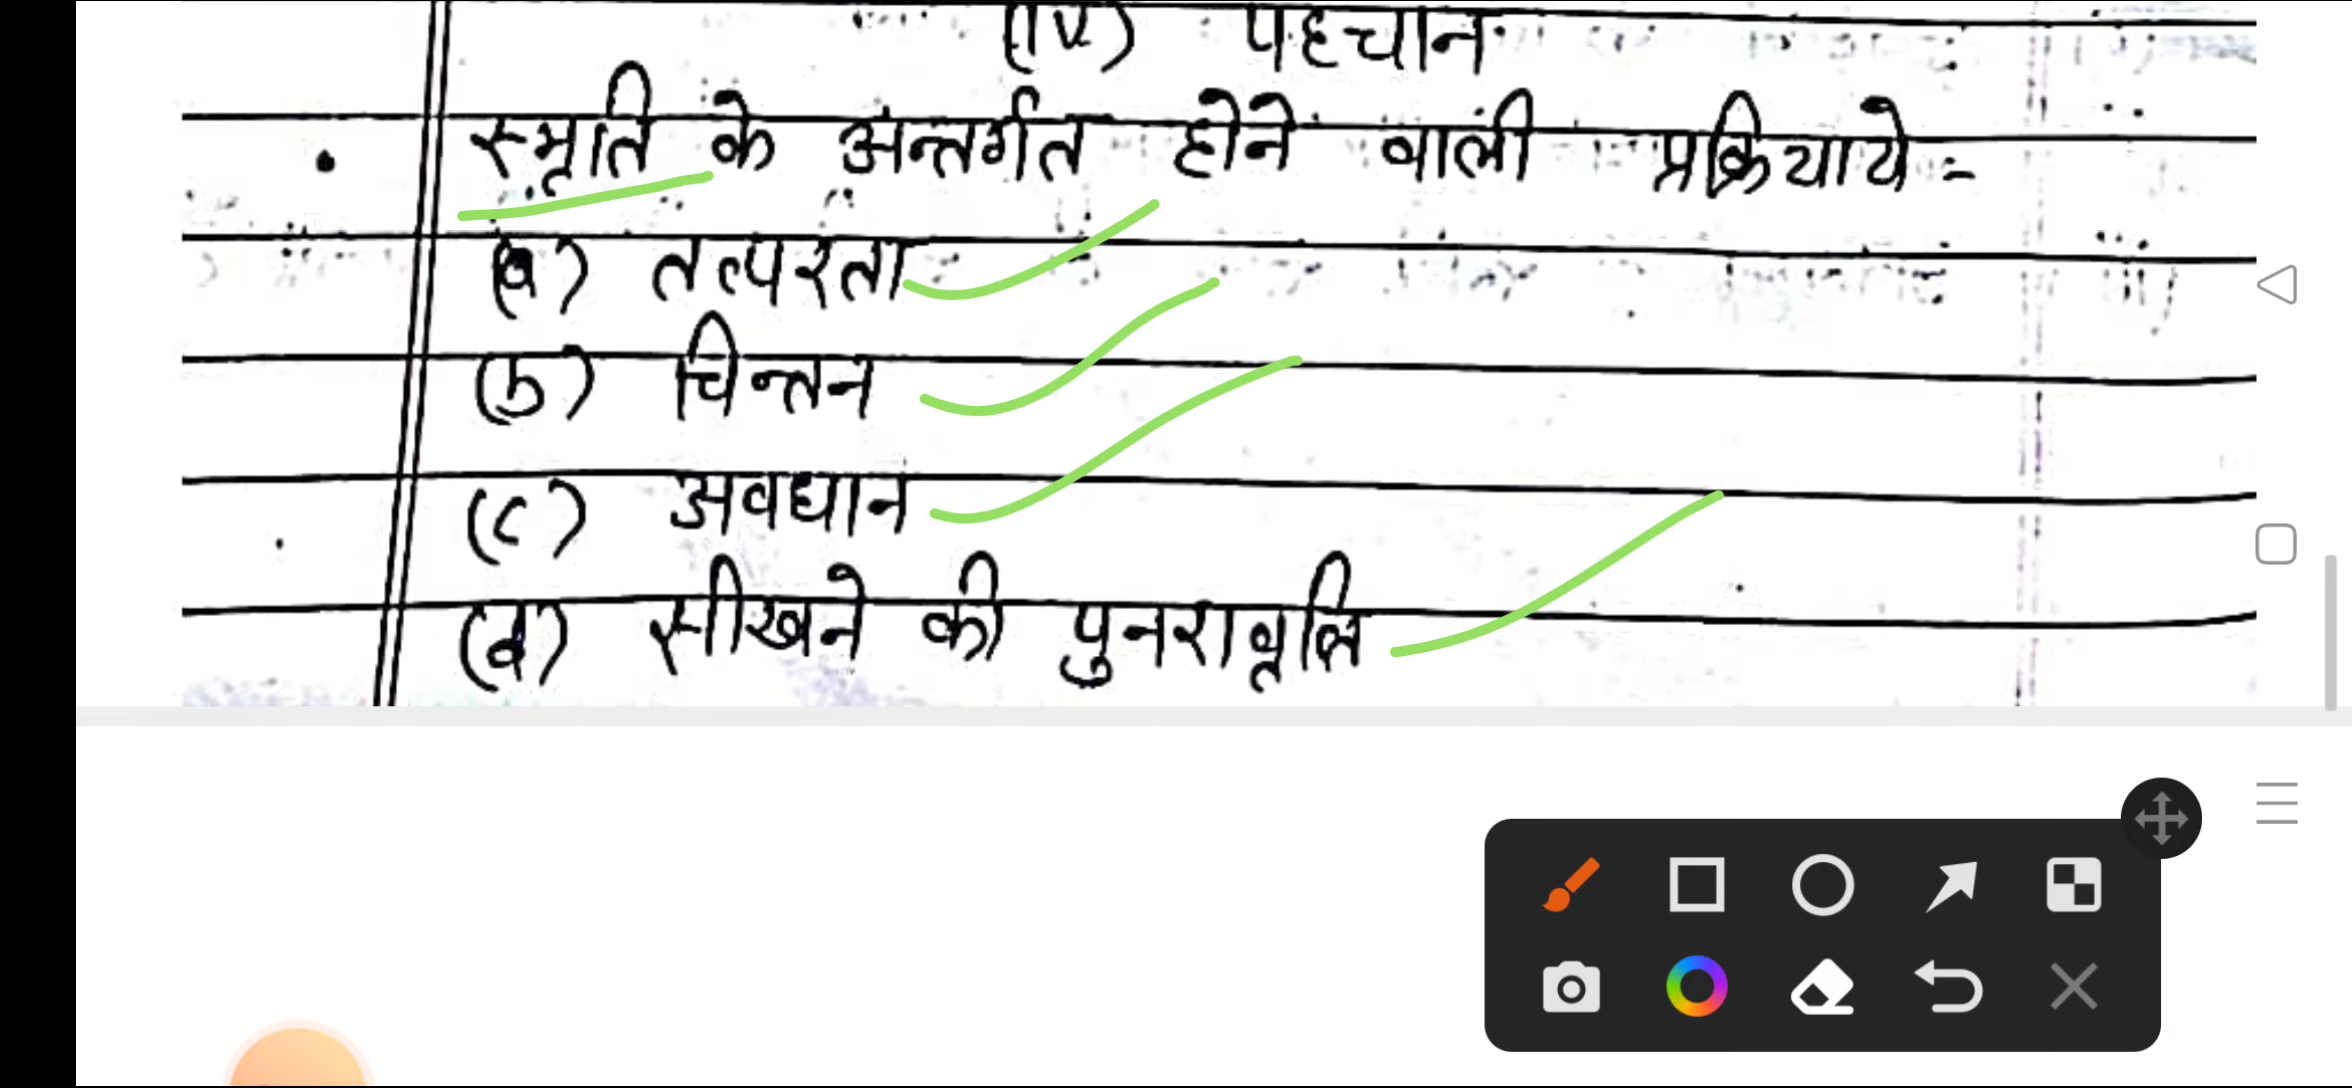 (iv) पहचान
• स्मृति के अन्तर्गत होने वाली प्रक्रियाये :-
(a) तत्परता
(b) चिन्तन
(c) अवधान
(d) सीखने की पुनरावृति